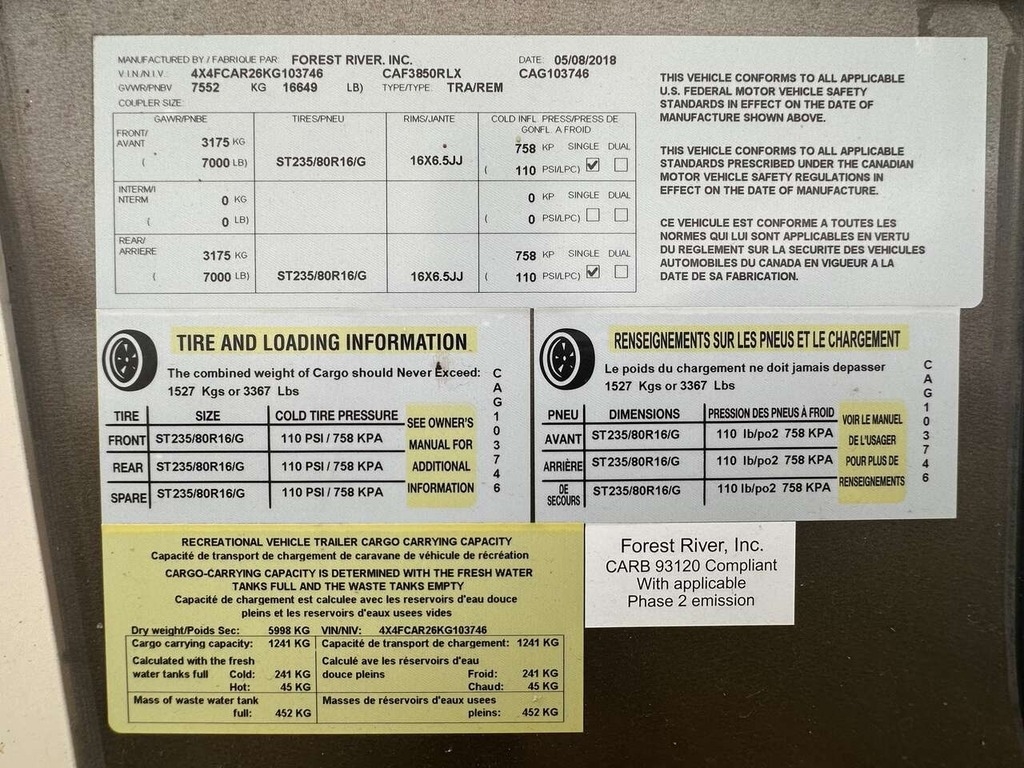 MANUFACTURED BY / FABRIQUE PAR: FOREST RIVER, INC. DATE: 05/08/2018
V I N / N.I.V: 4X4FCAR26KG103746 CAF3850RLX CAG103746
GVWR/PNBV 7552 KG 16649 LB) TYPE/TYPE: TRA/REM
COUPLER SIZE:
GAWR/PNBE TIRES/PNEU RIMS/JANTE COLD INFL PRESS/PRESS DE
GONFL A FROID
FRONT/
AVANT 3175 KG 758 KP SINGLE DUAL
( 7000 LB) ST235/80R16/G 16X6.5JJ ( 110 PSI/LPC) ☑ ☐
INTERM/I
NTERM 0 KG 0 KP SINGLE DUAL
( 0 LB) ( 0 PSI/LPC) ☐ ☐
REAR/
ARRIERE 3175 KG 758 KP SINGLE DUAL
( 7000 LB) ST235/80R16/G 16X6.5JJ ( 110 PSI/LPC) ☑ ☐
THIS VEHICLE CONFORMS TO ALL APPLICABLE
U.S. FEDERAL MOTOR VEHICLE SAFETY
STANDARDS IN EFFECT ON THE DATE OF
MANUFACTURE SHOWN ABOVE.
THIS VEHICLE CONFORMS TO ALL APPLICABLE
STANDARDS PRESCRIBED UNDER THE CANADIAN
MOTOR VEHICLE SAFETY REGULATIONS IN
EFFECT ON THE DATE OF MANUFACTURE.
CE VEHICULE EST CONFORME A TOUTES LES
NORMES QUI LUI SONT APPLICABLES EN VERTU
DU REGLEMENT SUR LA SECURITE DES VEHICULES
AUTOMOBILES DU CANADA EN VIGUEUR A LA
DATE DE SA FABRICATION.
TIRE AND LOADING INFORMATION
The combined weight of Cargo should Never Exceed:
1527 Kgs or 3367 Lbs
TIRE SIZE COLD TIRE PRESSURE
FRONT ST235/80R16/G 110 PSI / 758 KPA
REAR ST235/80R16/G 110 PSI / 758 KPA
SPARE ST235/80R16/G 110 PSI / 758 KPA
SEE OWNER'S
MANUAL FOR
ADDITIONAL
INFORMATION
CAG103746
RENSEIGNEMENTS SUR LES PNEUS ET LE CHARGEMENT
Le poids du chargement ne doit jamais depasser
1527 Kgs or 3367 Lbs
PNEU DIMENSIONS PRESSION DES PNEUS À FROID
AVANT ST235/80R16/G 110 lb/po2 758 KPA
ARRIÈRE ST235/80R16/G 110 lb/po2 758 KPA
DE
SECOURS ST235/80R16/G 110 lb/po2 758 KPA
VOIR LE MANUEL
DE L'USAGER
POUR PLUS DE
RENSEIGNEMENTS
CAG103746
RECREATIONAL VEHICLE TRAILER CARGO CARRYING CAPACITY
Capacité de transport de chargement de caravane de véhicule de récréation
CARGO-CARRYING CAPACITY IS DETERMINED WITH THE FRESH WATER
TANKS FULL AND THE WASTE TANKS EMPTY
Capacité de chargement est calculee avec les reservoirs d'eau douce
pleins et les reservoirs d'eaux usees vides
Dry weight/Poids Sec: 5998 KG VIN/NIV: 4X4FCAR26KG103746
Cargo carrying capacity: 1241 KG Capacité de transport de chargement: 1241 KG
Calculated with the fresh Calculé ave les réservoirs d'eau
water tanks full Cold: 241 KG douce pleins Froid: 241 KG
Hot: 45 KG Chaud: 45 KG
Mass of waste water tank Masses de réservoirs d'eaux usees
full: 452 KG pleins: 452 KG
Forest River, Inc.
CARB 93120 Compliant
With applicable
Phase 2 emission